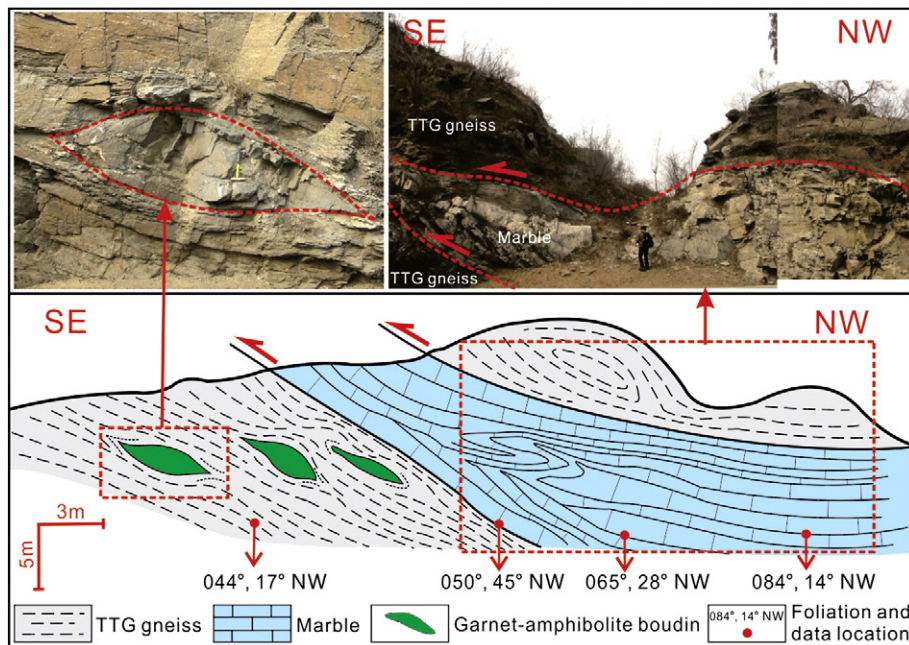 SE
NW
TTG gneiss
Marble
TTG gneiss
SE
NW
3m
5m
044°, 17° NW
050°, 45° NW
065°, 28° NW
084°, 14° NW
TTG gneiss
Marble
Garnet-amphibolite boudin
084°, 14° NW
Foliation and
data location